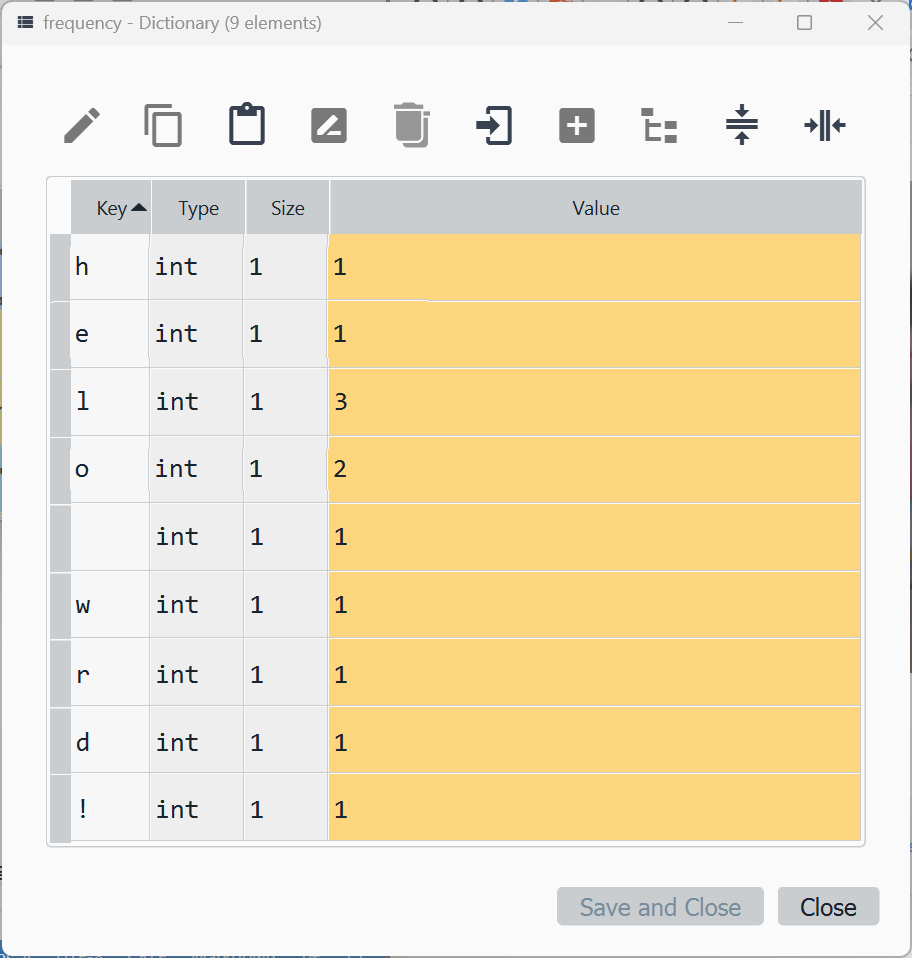 frequency - Dictionary (9 elements)
Key Type Size Value
h int 1 1
e int 1 1
l int 1 3
o int 1 2
int 1 1
w int 1 1
r int 1 1
d int 1 1
! int 1 1
Save and Close Close